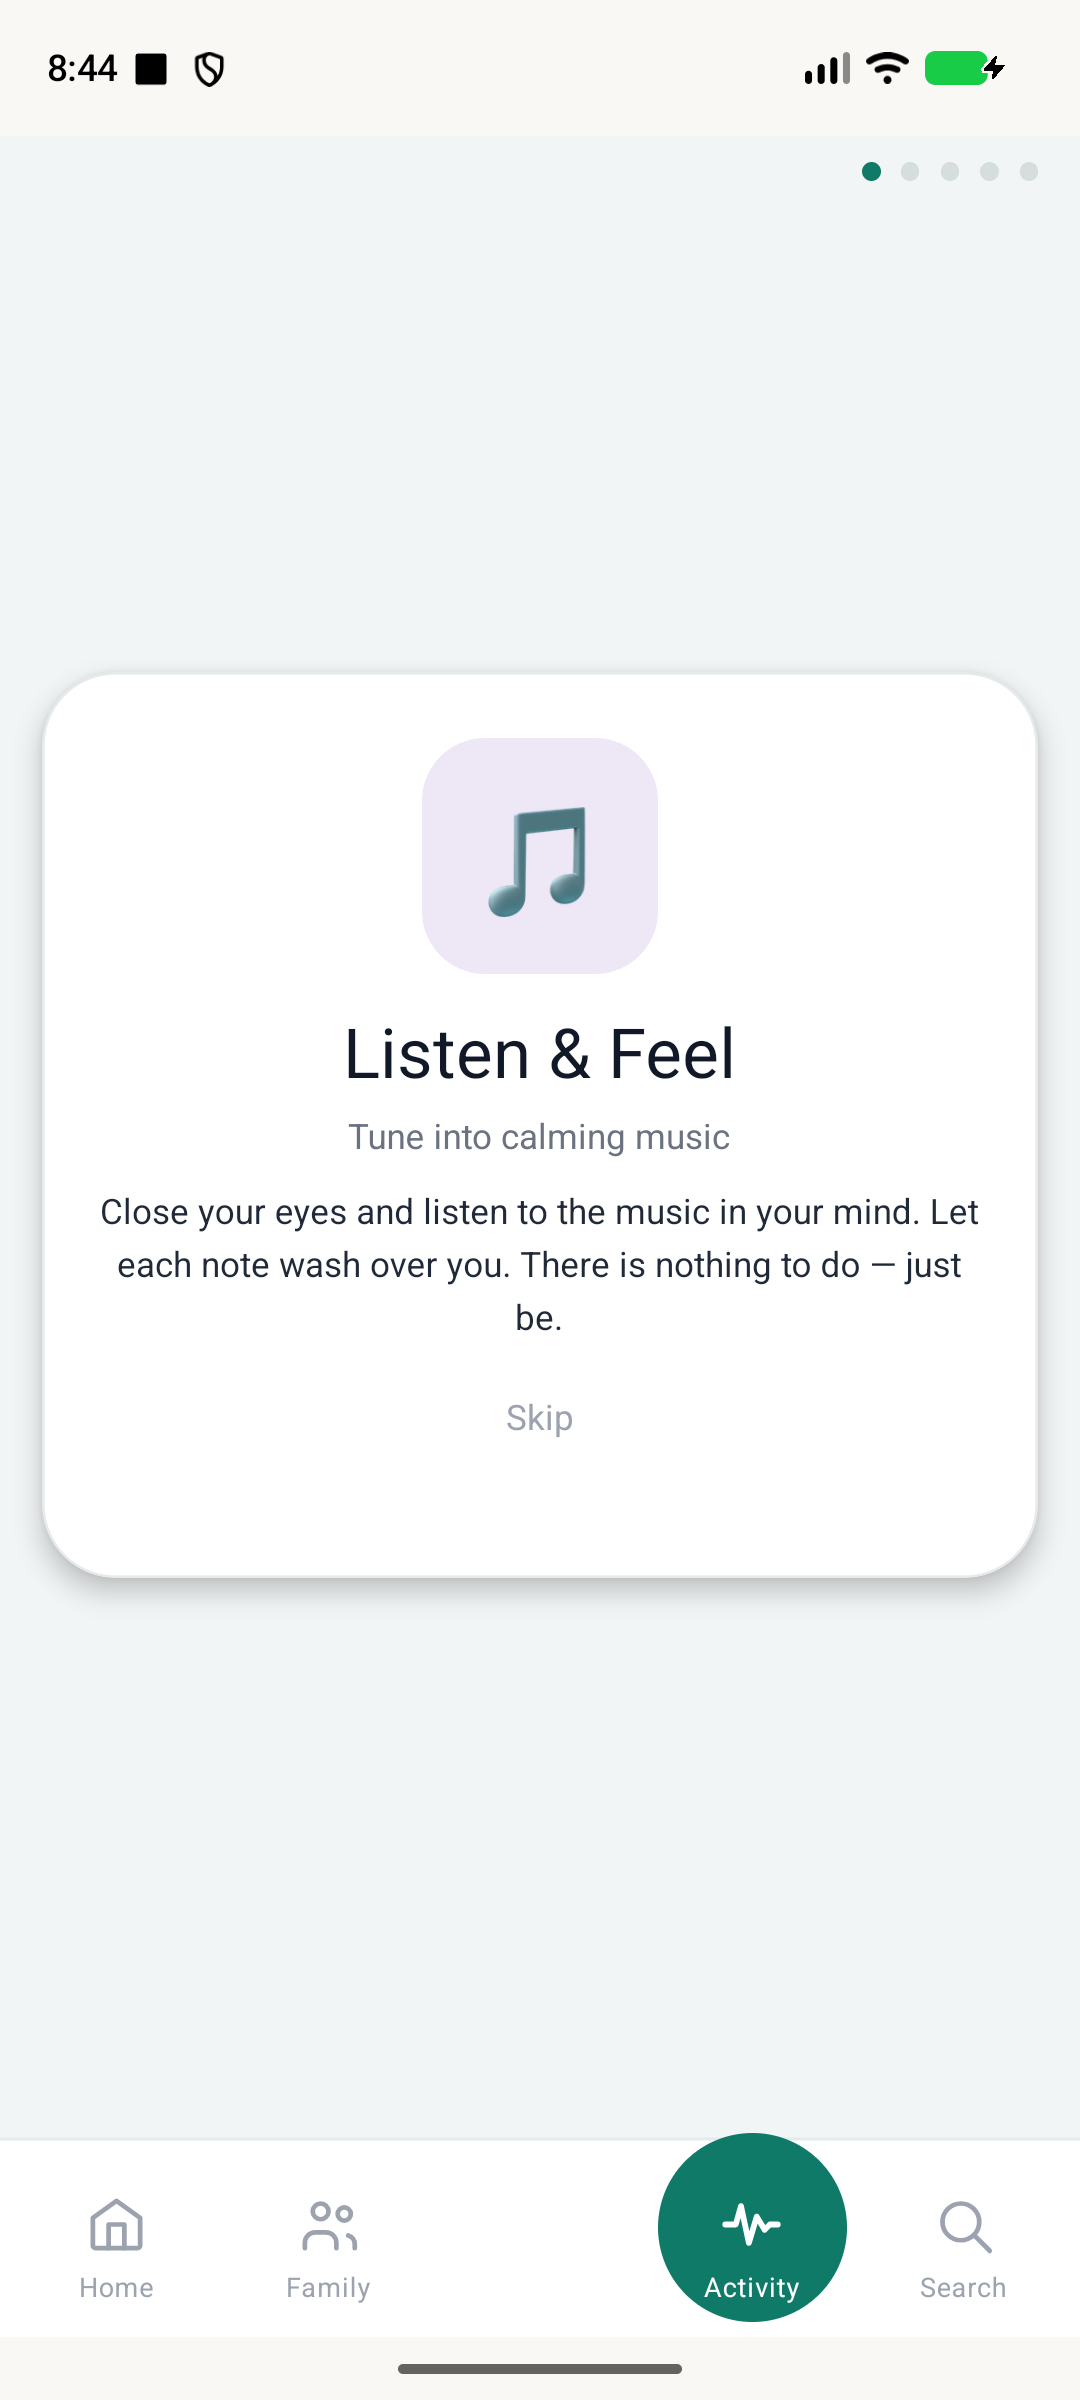 8:44
Listen & Feel
Tune into calming music
Close your eyes and listen to the music in your mind. Let
each note wash over you. There is nothing to do — just
be.
Skip
Home
Family
Activity
Search